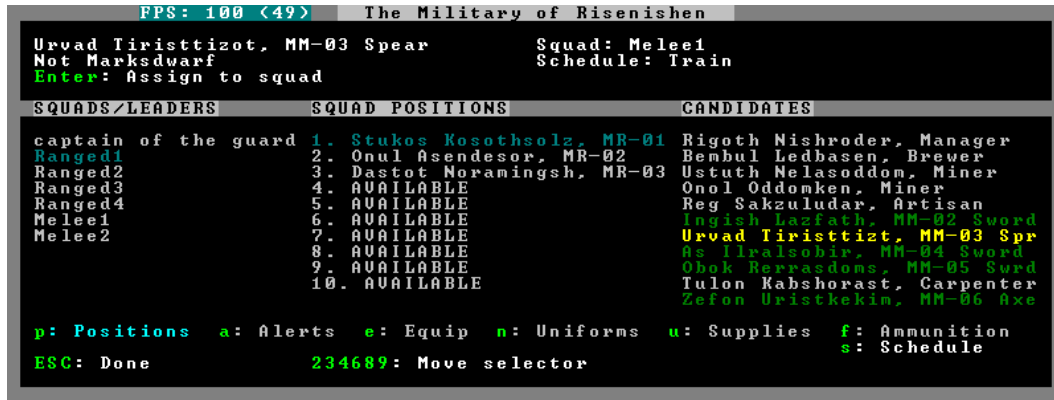 FPS: 100 (49) The Military of Risenishen
Urvad Tiristtizot, MM-03 Spear Squad: Melee1
Not Marksdwarf Schedule: Train
Enter: Assign to squad
SQUADS/LEADERS SQUAD POSITIONS CANDIDATES
captain of the guard 1. Stukos Kosothsolz, MR-01 Rigoth Nishroder, Manager
Ranged1 2. Onul Asendesor, MR-02 Bembul Ledbasen, Brewer
Ranged2 3. Dastot Noramingsh, MR-03 Ustuth Nelasoddom, Miner
Ranged3 4. AVAILABLE Onol Oddomken, Miner
Ranged4 5. AVAILABLE Reg Sakzuludar, Artisan
Melee1 6. AVAILABLE Ingish Lazfath, MM-02 Sword
Melee2 7. AVAILABLE Urvad Tiristtizt, MM-03 Spr
8. AVAILABLE As Ilralsobir, MM-04 Sword
9. AVAILABLE Obok Rerrasdoms, MM-05 Swrd
10. AVAILABLE Tulon Kabshorast, Carpenter
Zefon Uristkekim, MM-06 Axe
p: Positions a: Alerts e: Equip n: Uniforms u: Supplies f: Ammunition
s: Schedule
ESC: Done 234689: Move selector